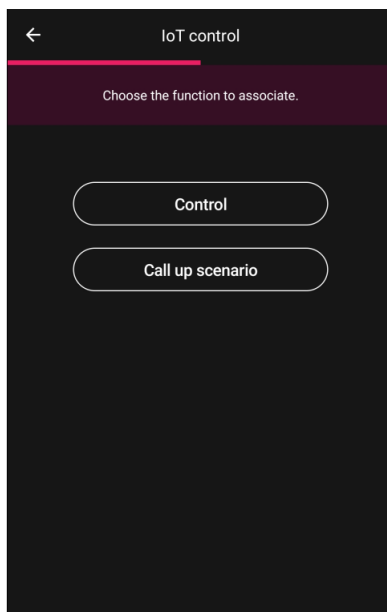 IoT control
Choose the function to associate.
Control
Call up scenario